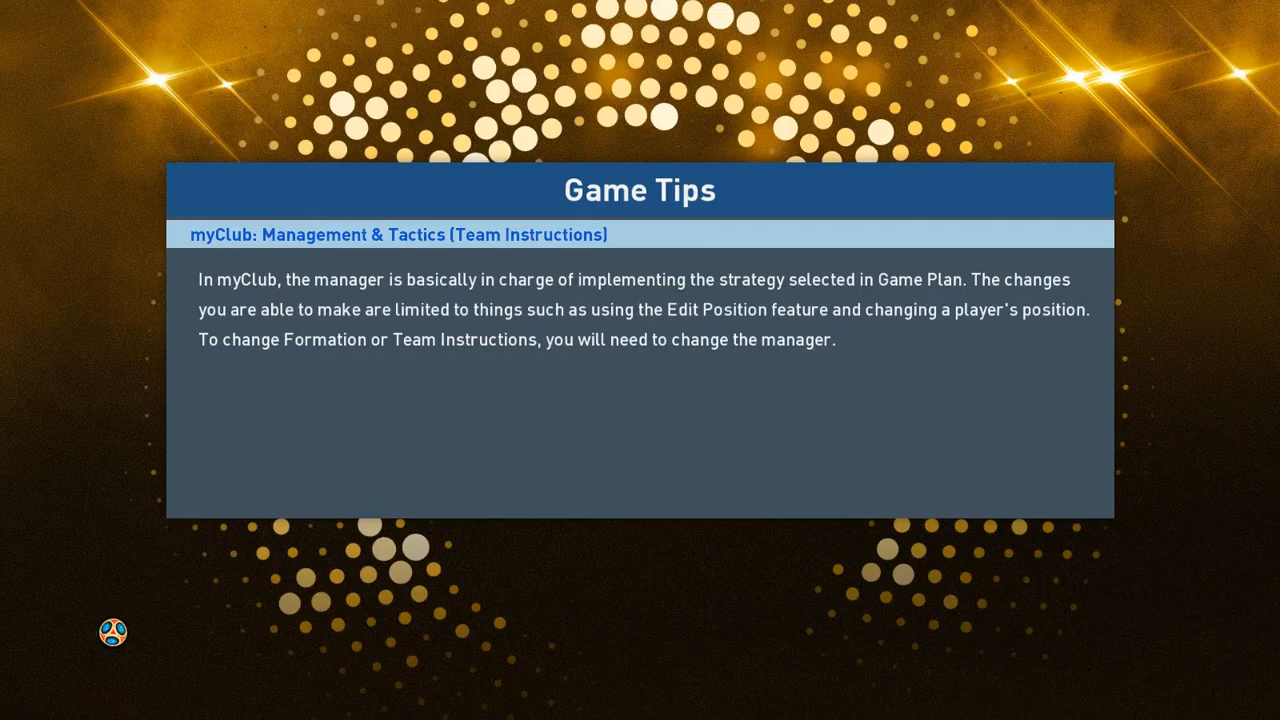 Game Tips
myClub: Management & Tactics (Team Instructions)
In myClub, the manager is basically in charge of implementing the strategy selected in Game Plan. The changes
you are able to make are limited to things such as using the Edit Position feature and changing a player's position.
To change Formation or Team Instructions, you will need to change the manager.